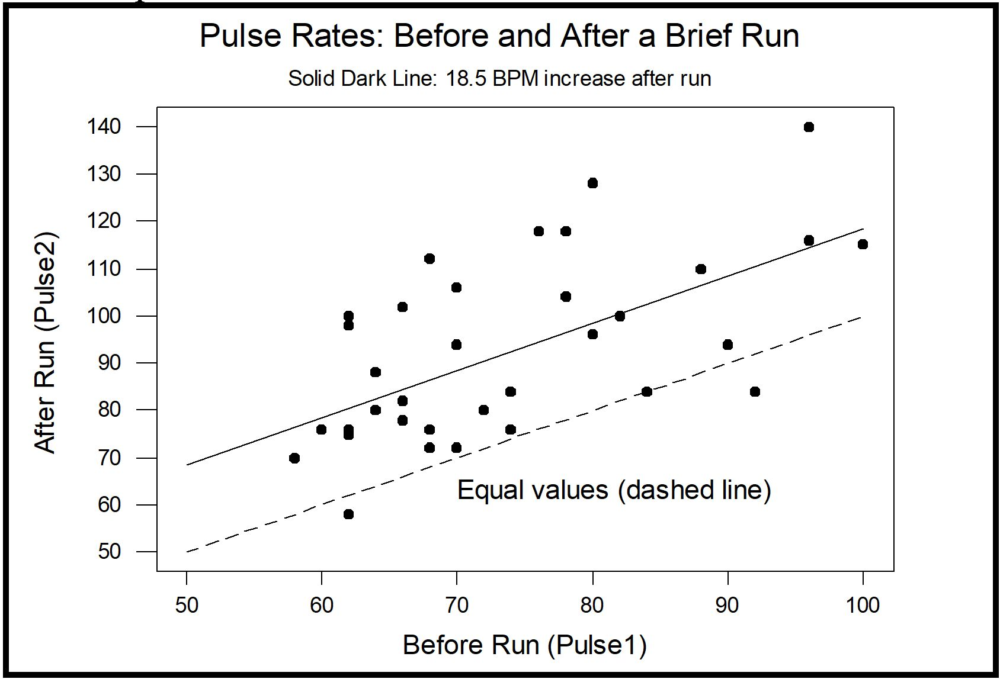 Pulse Rates: Before and After a Brief Run
Solid Dark Line: 18.5 BPM increase after run
140
130
120
110
100
90
80
70
60
50
After Run (Pulse2)
Equal values (dashed line)
50 60 70 80 90 100
Before Run (Pulse1)